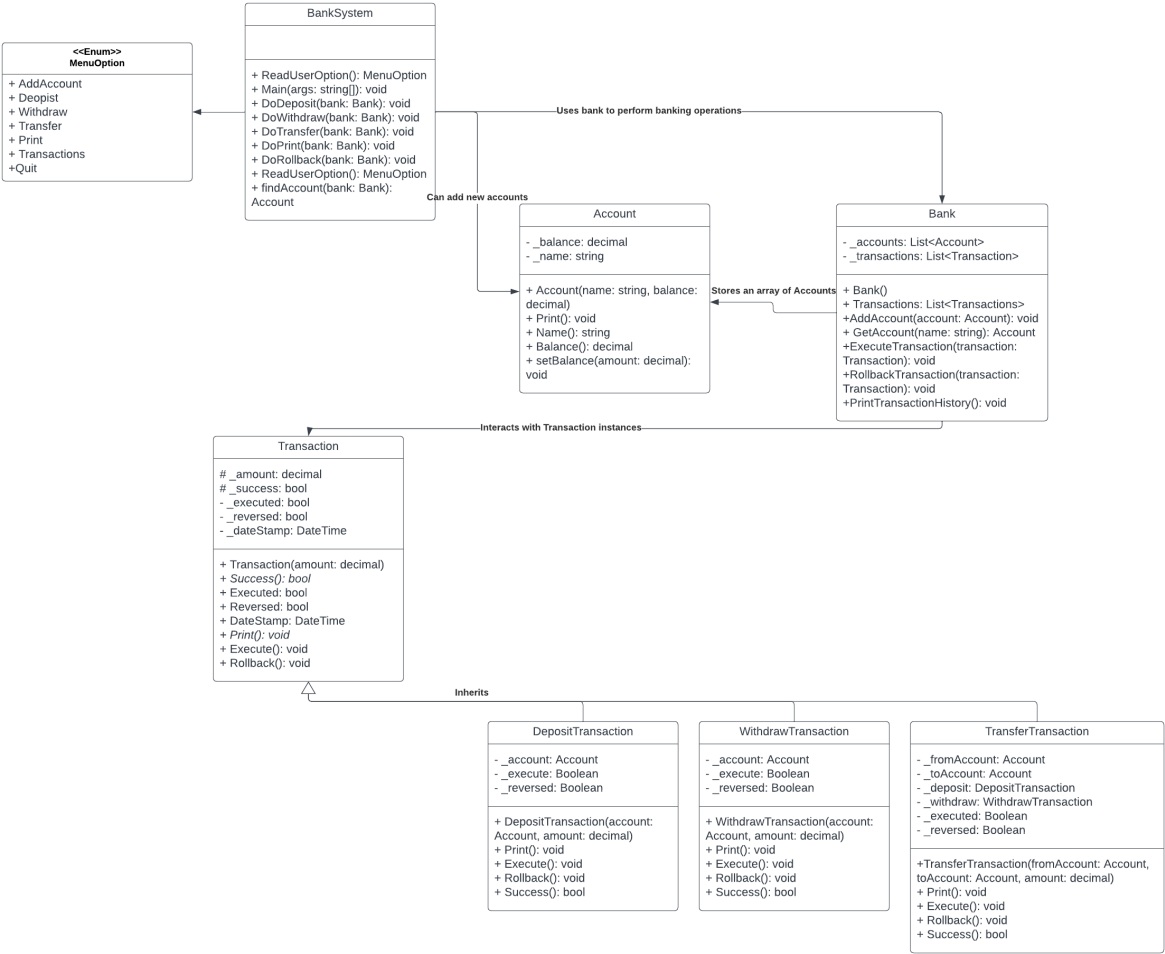 BankSystem
+ ReadUserOption(): MenuOption
+ Main(args: string[]): void
+ DoDeposit(bank: Bank): void
+ DoWithdraw(bank: Bank): void
+ DoTransfer(bank: Bank): void
+ DoPrint(bank: Bank): void
+ DoRollback(bank: Bank): void
+ ReadUserOption(): MenuOption
+ findAccount(bank: Bank):
Account
<<Enum>>
MenuOption
+ AddAccount
+ Deopist
+ Withdraw
+ Transfer
+ Print
+ Transactions
+Quit
Uses bank to perform banking operations
Can add new accounts
Account
- _balance: decimal
- _name: string
+ Account(name: string, balance:
decimal)
+ Print(): void
+ Name(): string
+ Balance(): decimal
+ setBalance(amount: decimal):
void
Stores an array of Accounts
Bank
- _accounts: List<Account>
- _transactions: List<Transaction>
+ Bank()
+ Transactions: List<Transactions>
+AddAccount(account: Account): void
+ GetAccount(name: string): Account
+ExecuteTransaction(transaction:
Transaction): void
+RollbackTransaction(transaction:
Transaction): void
+PrintTransactionHistory(): void
Interacts with Transaction instances
Transaction
# _amount: decimal
# _success: bool
- _executed: bool
- _reversed: bool
- _dateStamp: DateTime
+ Transaction(amount: decimal)
+ Success(): bool
+ Executed: bool
+ Reversed: bool
+ DateStamp: DateTime
+ Print(): void
+ Execute(): void
+ Rollback(): void
Inherits
DepositTransaction
- _account: Account
- _execute: Boolean
- _reversed: Boolean
+ DepositTransaction(account:
Account, amount: decimal)
+ Print(): void
+ Execute(): void
+ Rollback(): void
+ Success(): bool
WithdrawTransaction
- _account: Account
- _execute: Boolean
- _reversed: Boolean
+ WithdrawTransaction(account:
Account, amount: decimal)
+ Print(): void
+ Execute(): void
+ Rollback(): void
+ Success(): bool
TransferTransaction
- _fromAccount: Account
- _toAccount: Account
- _deposit: DepositTransaction
- _withdraw: WithdrawTransaction
- _executed: Boolean
- _reversed: Boolean
+TransferTransaction(fromAccount: Account,
toAccount: Account, amount: decimal)
+ Print(): void
+ Execute(): void
+ Rollback(): void
+ Success(): bool